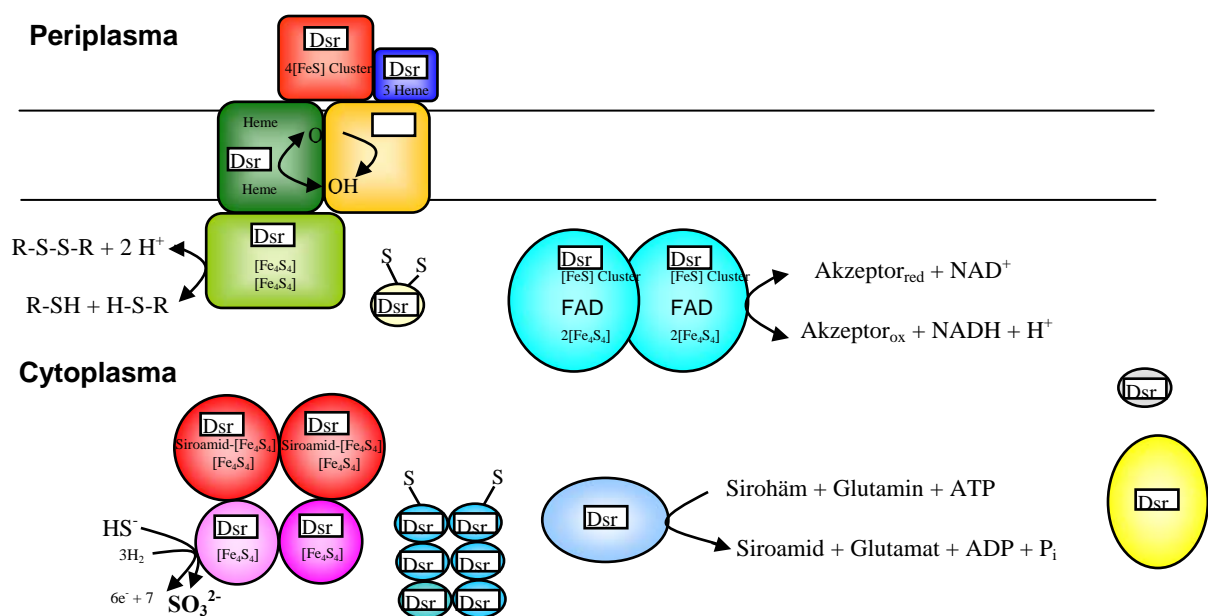 Periplasma
Dsr
4[FeS] Cluster
Dsr
3 Heme
Heme
O
Dsr
Heme
OH
R-S-S-R + 2 H⁺
R-SH + H-S-R
Dsr
[Fe₄S₄]
[Fe₄S₄]
S
S
Dsr
Dsr
[FeS] Cluster
FAD
2[Fe₄S₄]
Dsr
[FeS] Cluster
FAD
2[Fe₄S₄]
Akzeptor_red + NAD⁺
Akzeptor_ox + NADH + H⁺
Cytoplasma
Dsr
Siroamid-[Fe₄S₄]
[Fe₄S₄]
Dsr
Siroamid-[Fe₄S₄]
[Fe₄S₄]
Dsr
[Fe₄S₄]
Dsr
[Fe₄S₄]
HS⁻
3H₂
6e⁻ + 7
SO₃²⁻
S
S
Dsr Dsr
Dsr Dsr
Dsr Dsr
Dsr
Sirohäm + Glutamin + ATP
Siroamid + Glutamat + ADP + Pᵢ
Dsr
Dsr